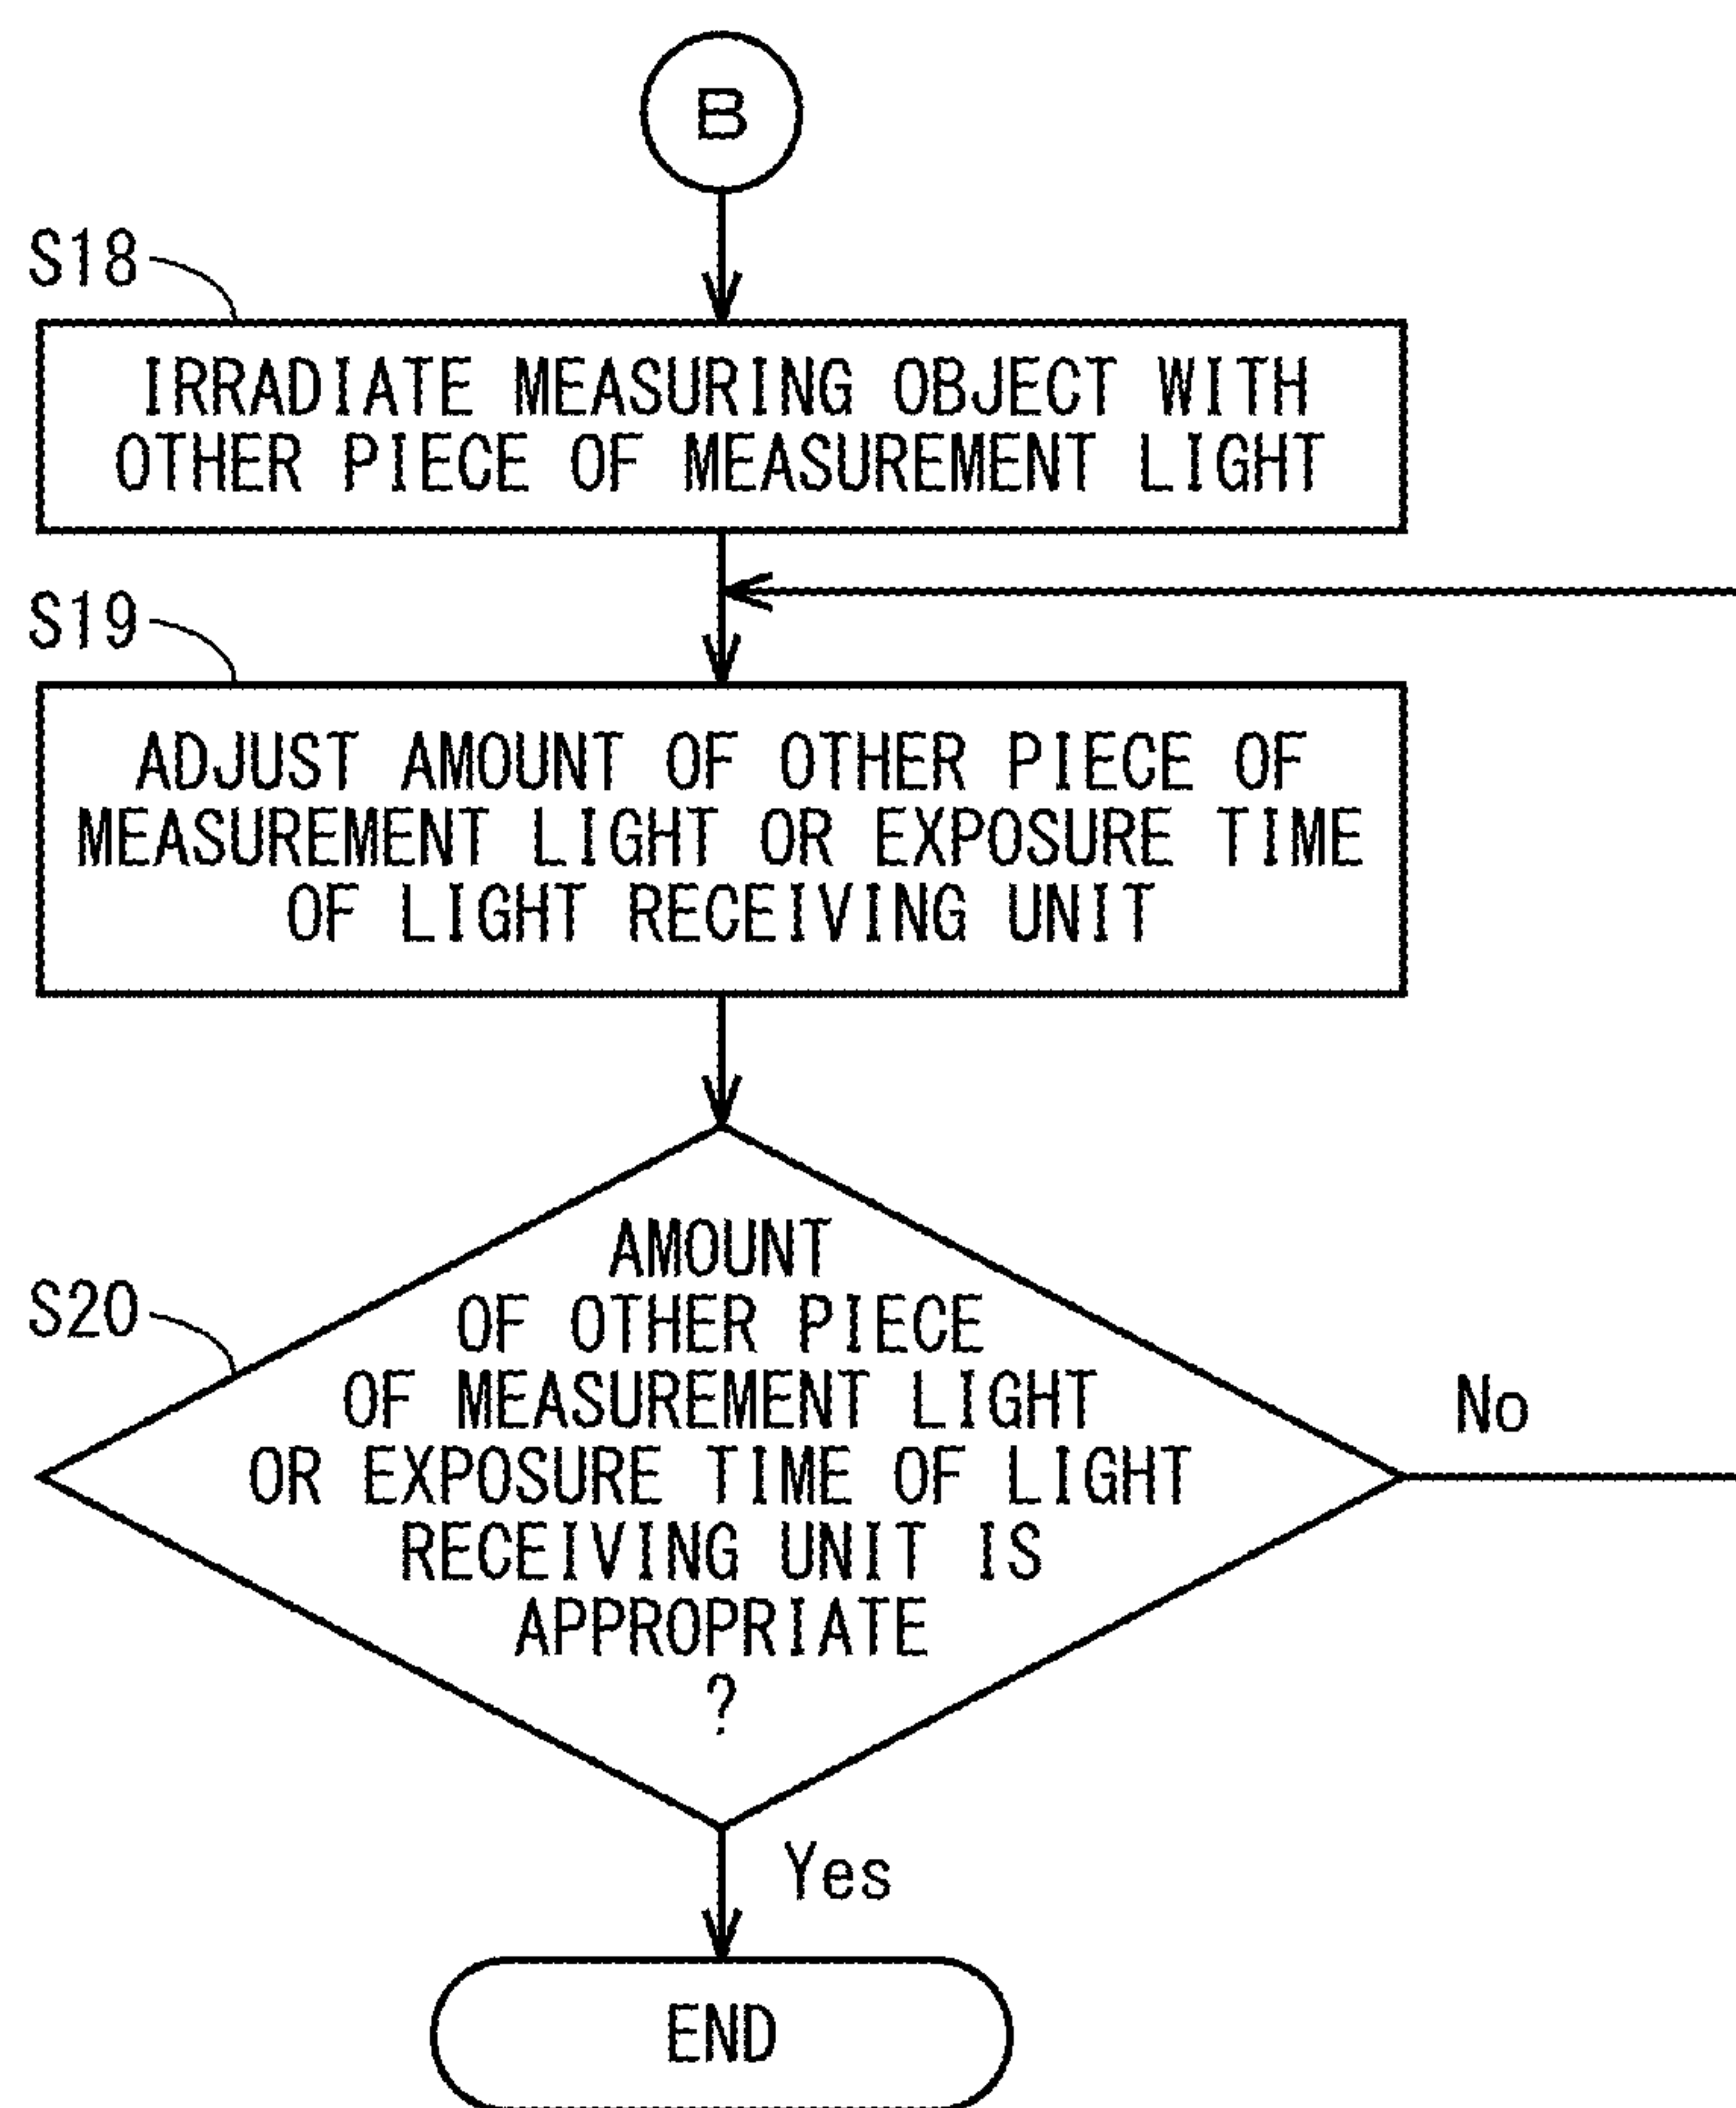 B
S18
IRRADIATE MEASURING OBJECT WITH
OTHER PIECE OF MEASUREMENT LIGHT
S19
ADJUST AMOUNT OF OTHER PIECE OF
MEASUREMENT LIGHT OR EXPOSURE TIME
OF LIGHT RECEIVING UNIT
S20
AMOUNT
OF OTHER PIECE
OF MEASUREMENT LIGHT
OR EXPOSURE TIME OF LIGHT
RECEIVING UNIT IS
APPROPRIATE
?
No
Yes
END